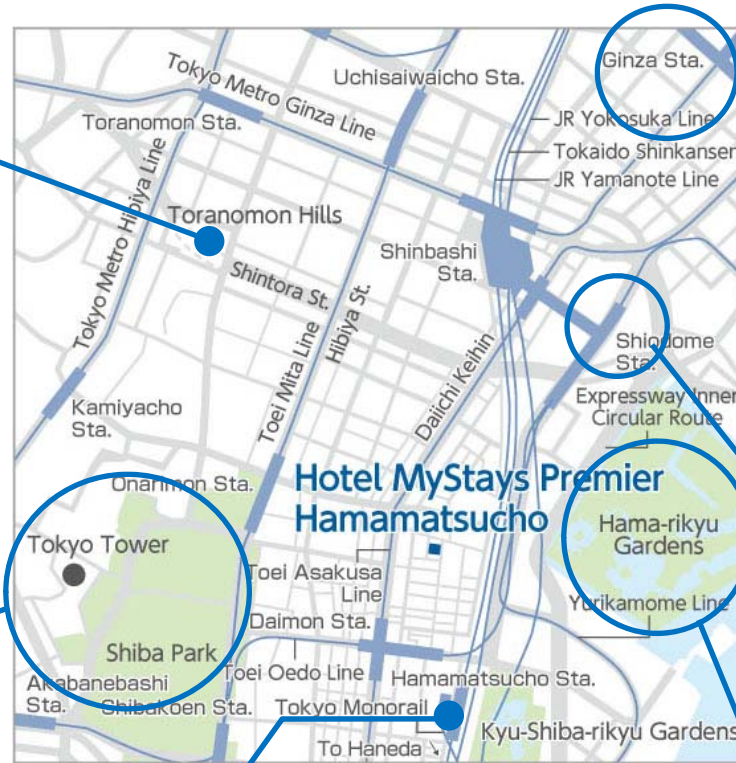 Ginza Sta.
Tokyo Metro Ginza Line
Uchisaiwaicho Sta.
Toranomon Sta.
JR Yokosuka Line
Tokaido Shinkansen
JR Yamanote Line
Tokyo Metro Hibiya Line
Toranomon Hills
Shinbashi
Sta.
Shintora St.
Hibiya St.
Toei Mita Line
Daiichi Keihin
Shiodome
Sta.
Kamiyacho
Sta.
Expressway Inner
Circular Route
Onarimon Sta.
Hotel MyStays Premier
Hamamatsucho
Hama-rikyu
Gardens
Tokyo Tower
Toei Asakusa
Line
Yurikamome Line
Daimon Sta.
Shiba Park
Toei Oedo Line
Hamamatsucho Sta.
Akabanebashi
Sta.
Shibakoen Sta.
Tokyo Monorail
Kyu-Shiba-rikyu Gardens
To Haneda